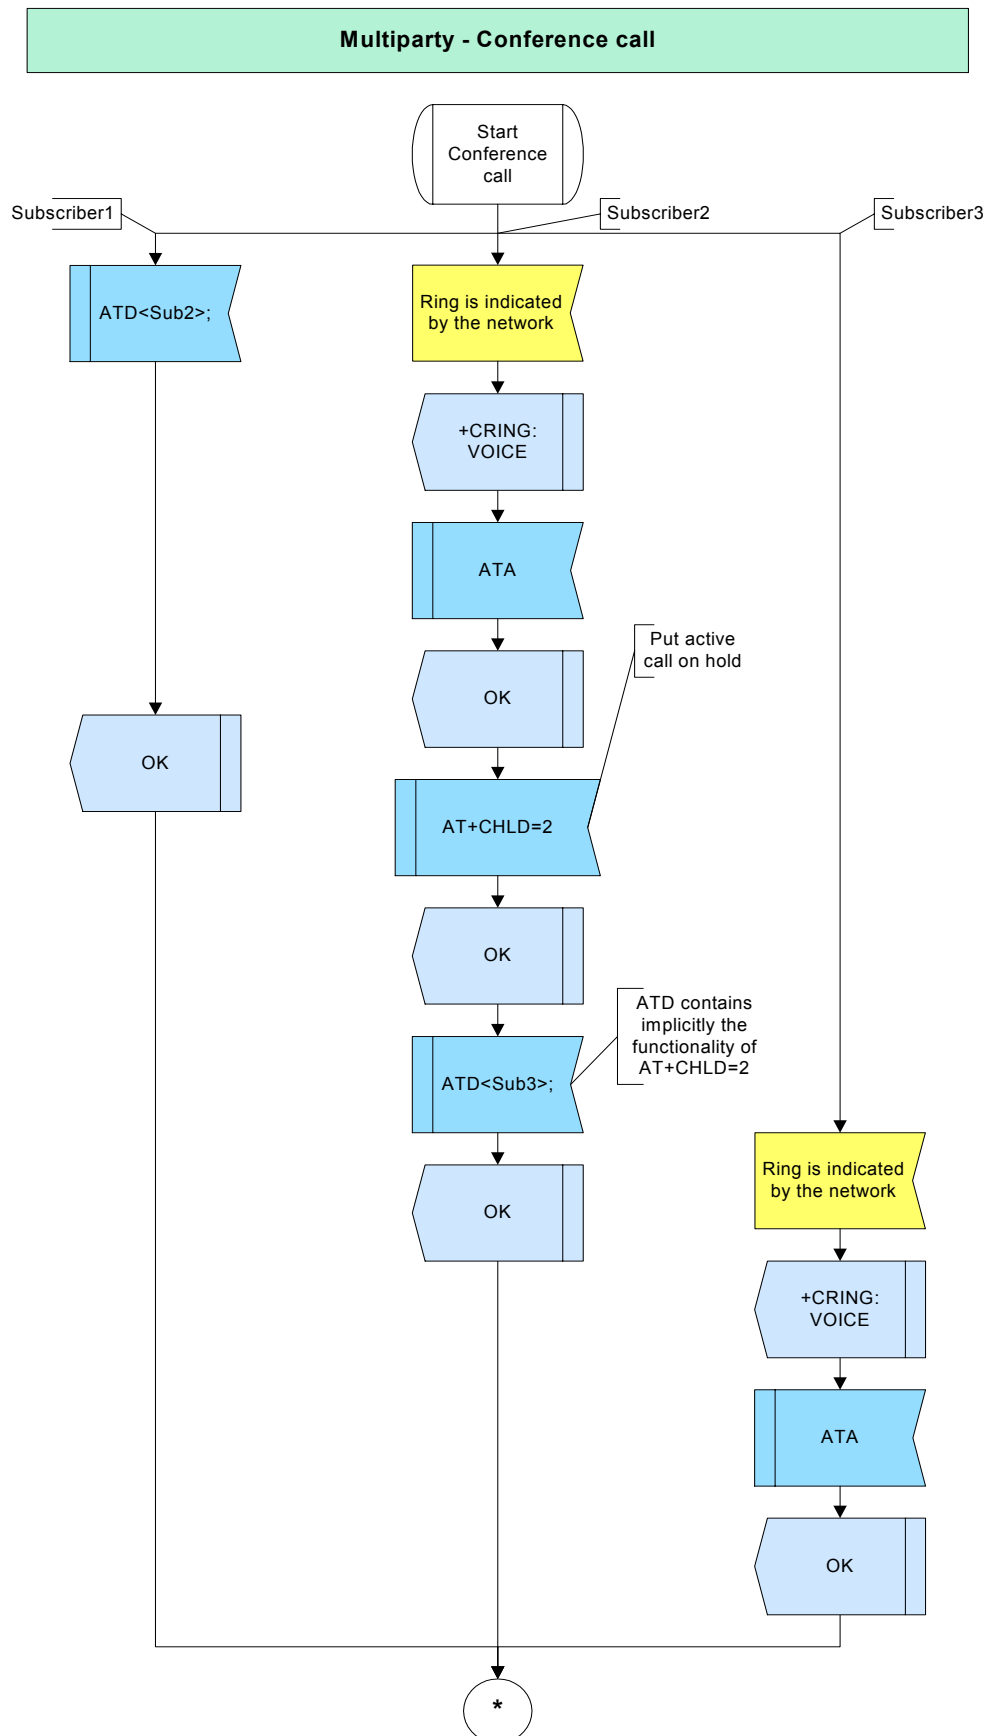 Multiparty - Conference call
Start
Conference
call
Subscriber1
Subscriber2
Subscriber3
ATD<Sub2>;
Ring is indicated
by the network
+CRING:
VOICE
ATA
Put active
call on hold
OK
OK
AT+CHLD=2
OK
ATD contains
implicitly the
functionality of
AT+CHLD=2
ATD<Sub3>;
Ring is indicated
by the network
OK
+CRING:
VOICE
ATA
OK
*